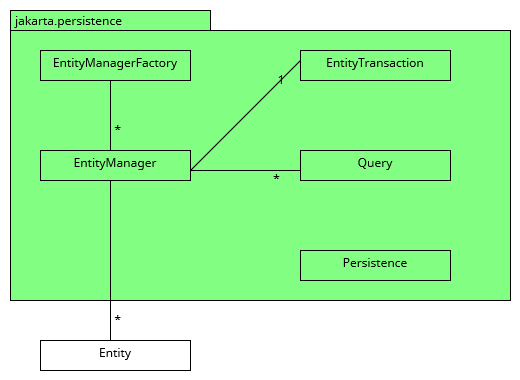 jakarta.persistence
EntityManagerFactory
EntityTransaction
1
*
EntityManager
Query
*
Persistence
*
Entity